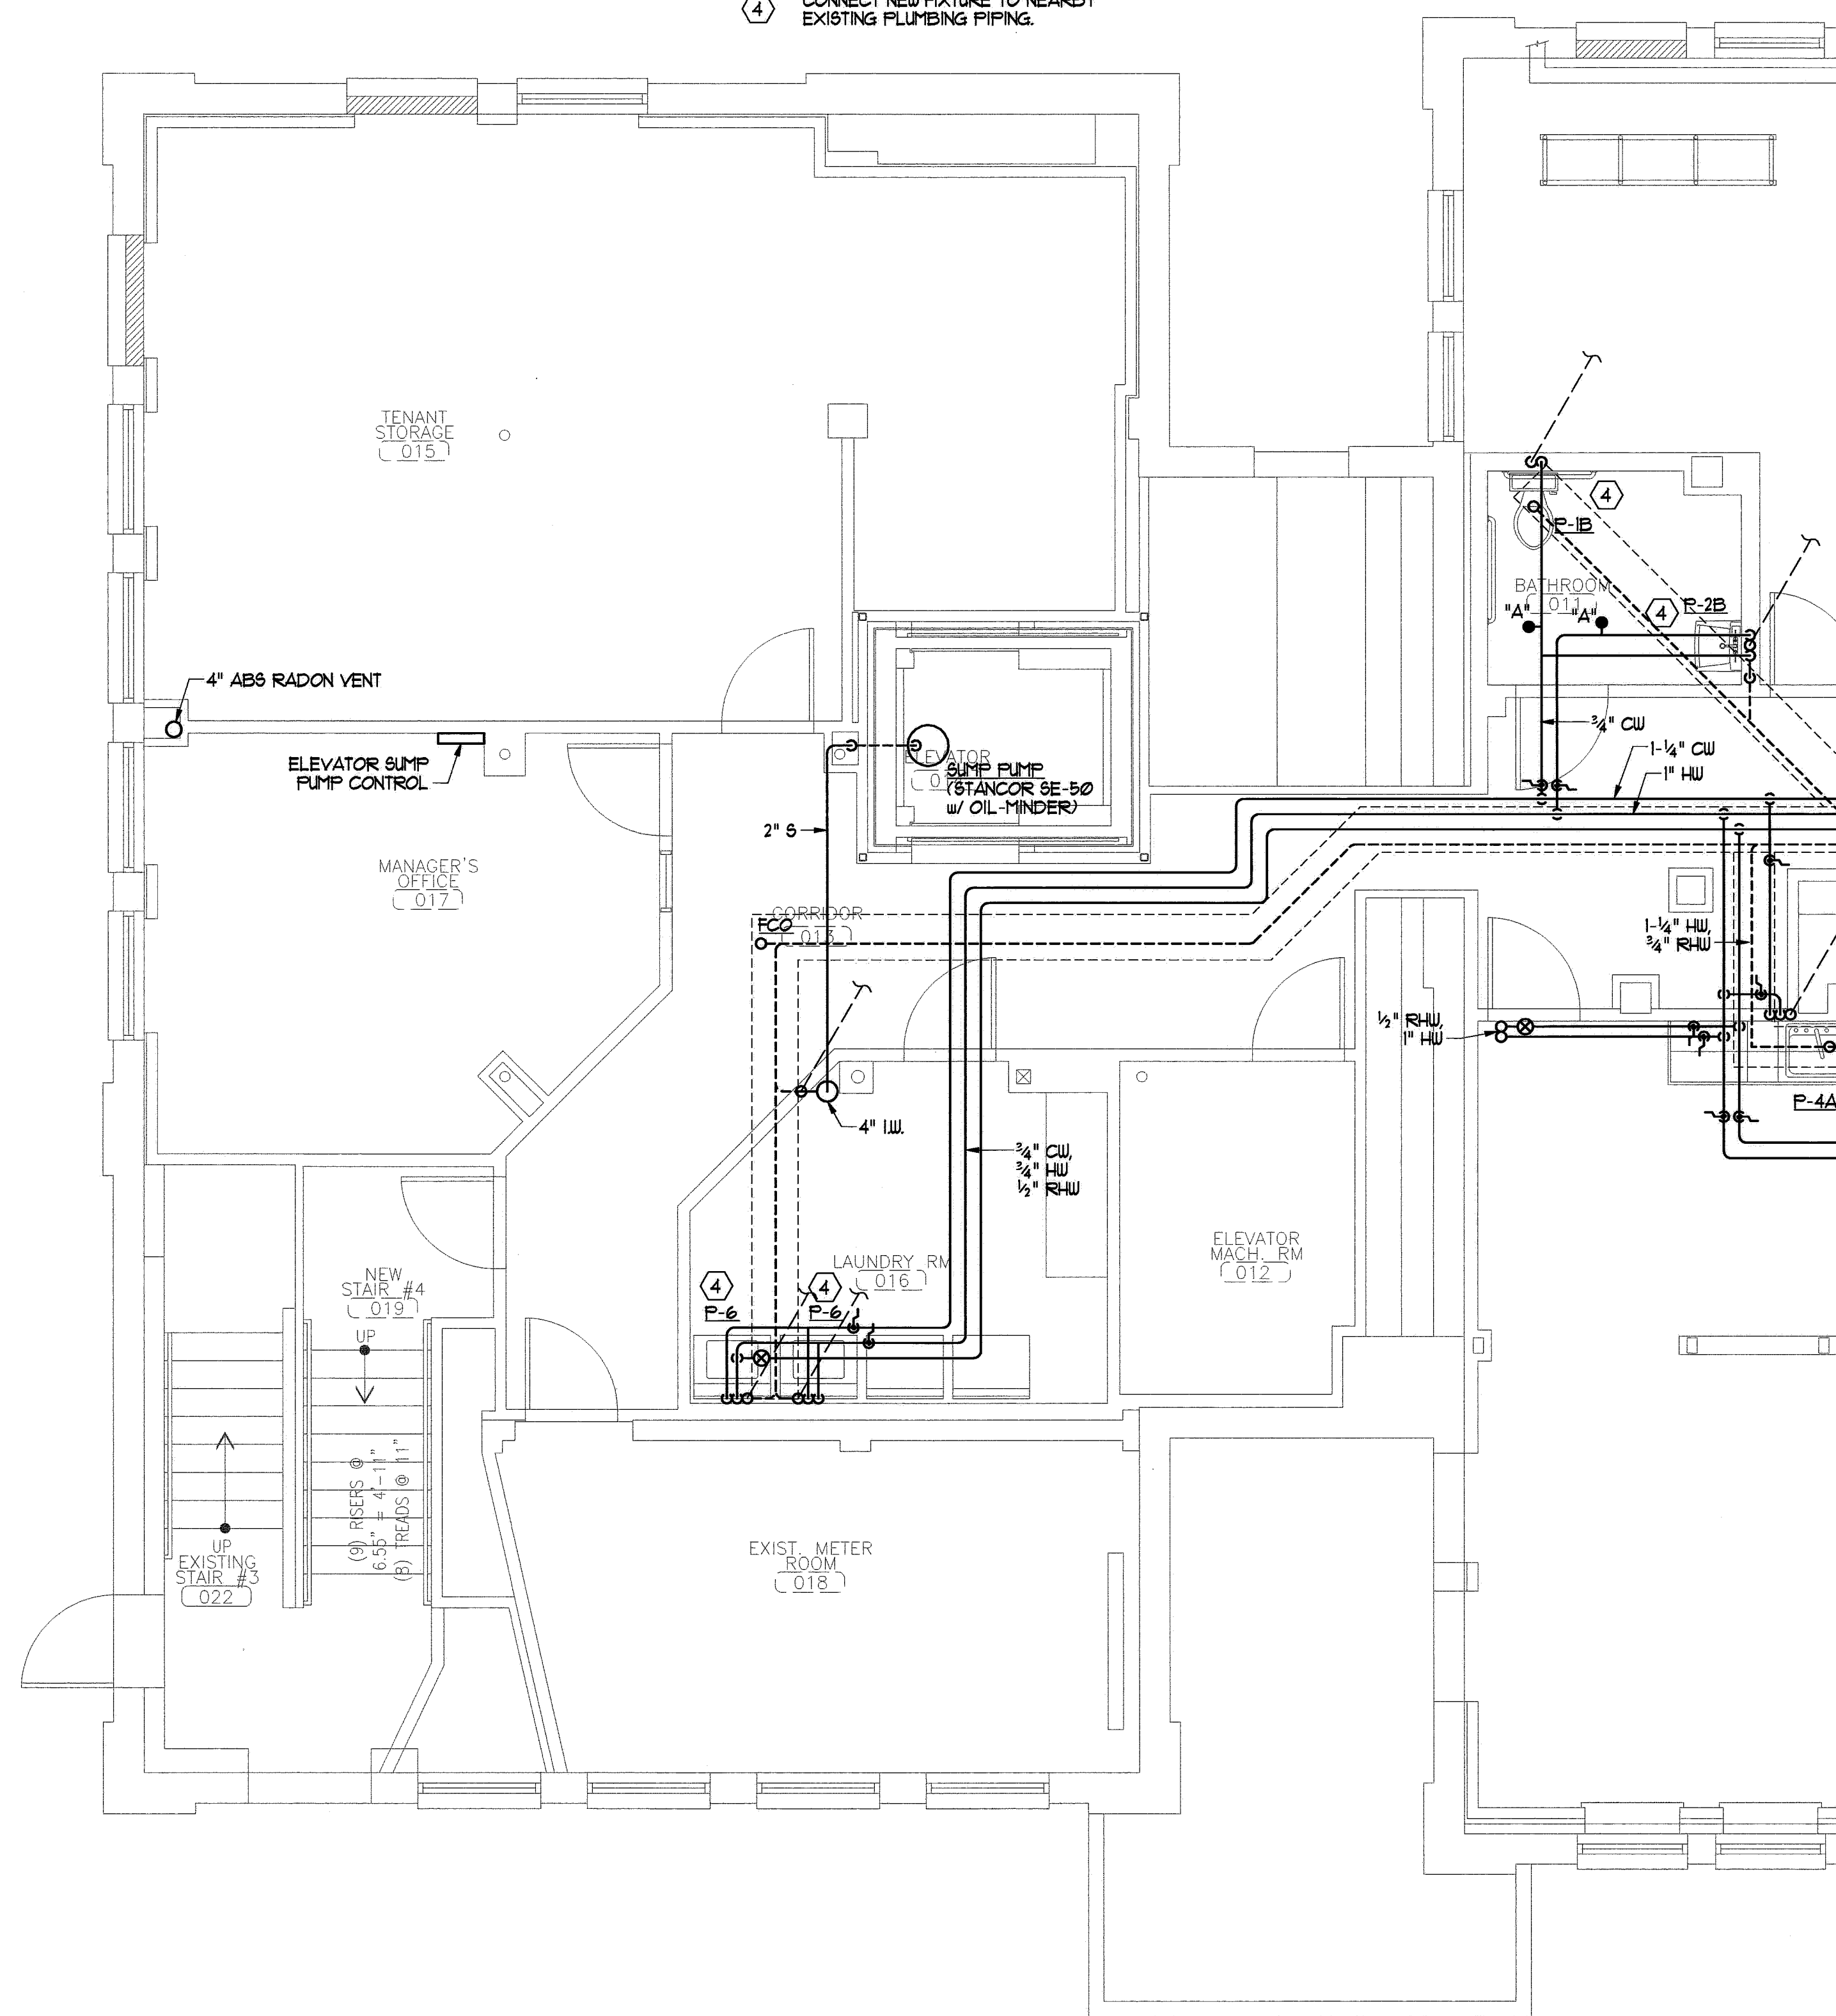 4
CONNECT NEW FIXTURE TO NEARBY
EXISTING PLUMBING PIPING.
TENANT
STORAGE
015
4
P-1B
BATHROOM
011
"A"
"A"
4
P-2B
4" ABS RADON VENT
ELEVATOR SUMP
PUMP CONTROL
ELEVATOR
SUMP PUMP
(STANCOR SE-50
w/ OIL-MINDER)
3/4" CW
1-1/4" CW
1" HW
2" S
MANAGER'S
OFFICE
017
CORRIDOR
013
FCO
1-1/4" HW,
3/4" RHW
1/2" RHW,
1" HW
P-4A
4" I.W.
3/4" CW,
3/4" HW
1/2" RHW
ELEVATOR
MACH. RM
012
LAUNDRY RM
016
4
4
P-6
P-6
NEW
STAIR #4
019
UP
(9) RISERS @
6.55" = 4'-11"
(8) TREADS @ 11"
UP
EXISTING
STAIR #3
022
EXIST. METER
ROOM
018